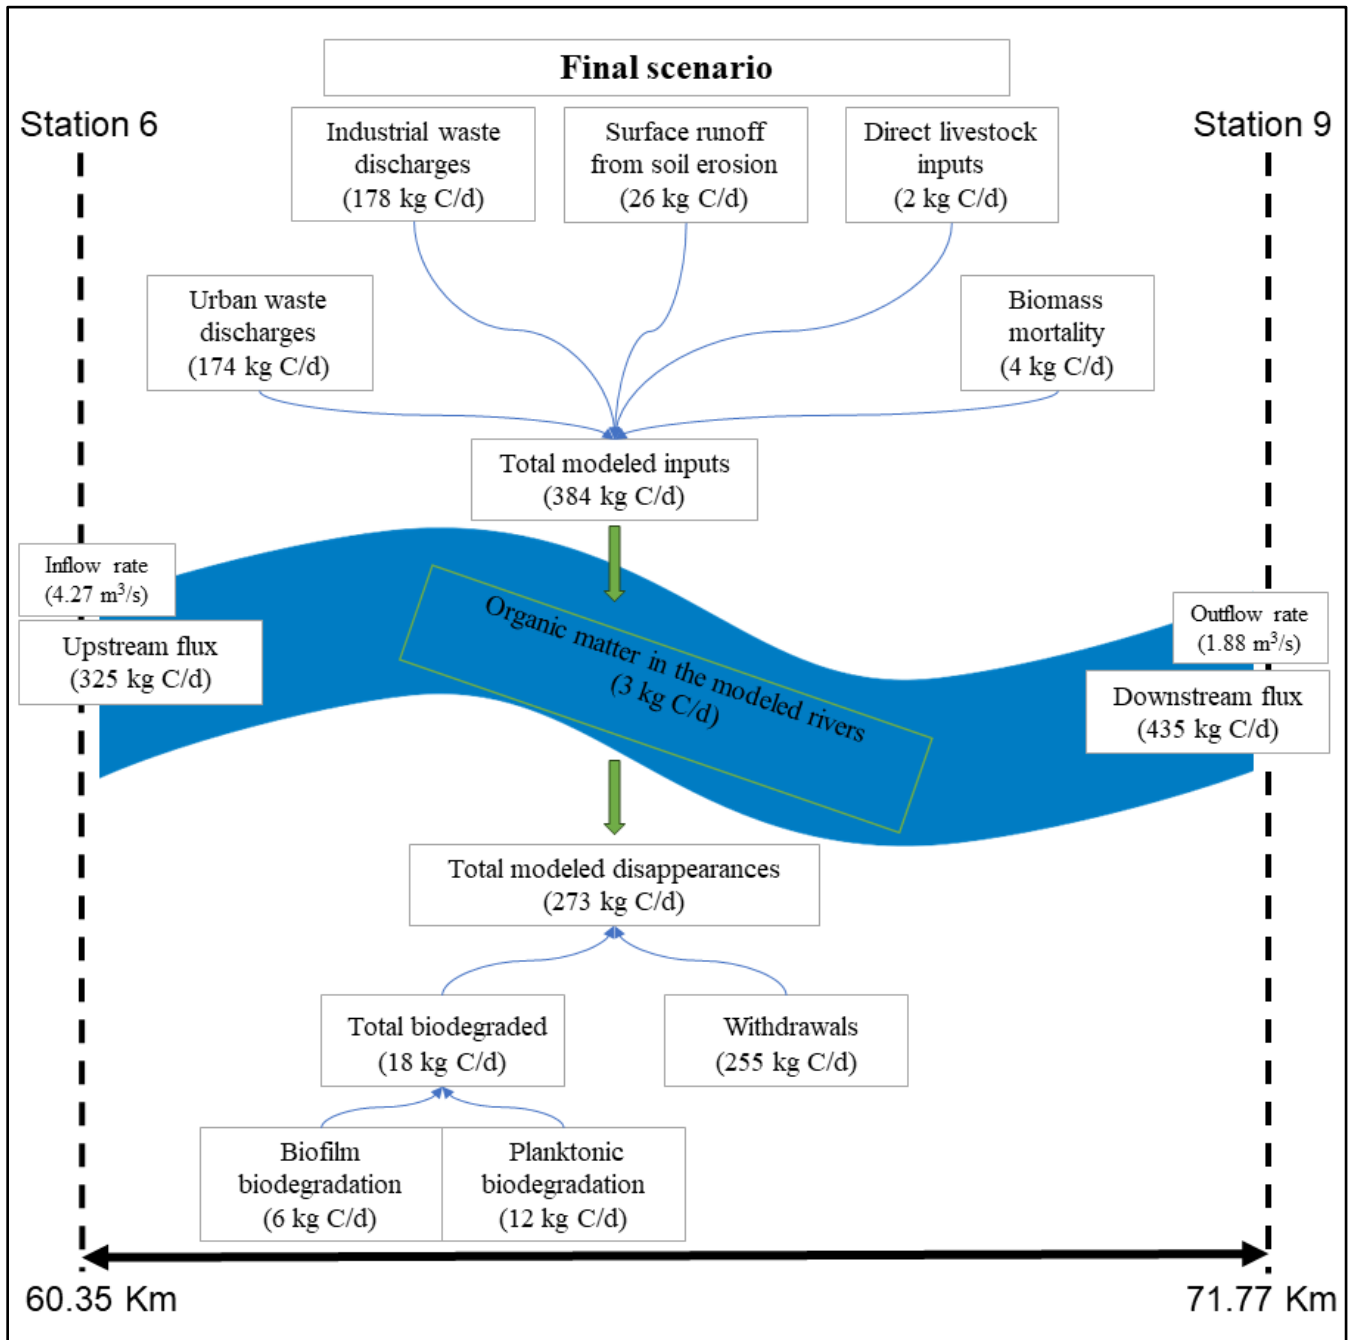 Final scenario
Station 6
Station 9
Industrial waste
discharges
(178 kg C/d)
Surface runoff
from soil erosion
(26 kg C/d)
Direct livestock
inputs
(2 kg C/d)
Urban waste
discharges
(174 kg C/d)
Biomass
mortality
(4 kg C/d)
Total modeled inputs
(384 kg C/d)
Inflow rate
(4.27 m³/s)
Upstream flux
(325 kg C/d)
Organic matter in the modeled rivers
(3 kg C/d)
Outflow rate
(1.88 m³/s)
Downstream flux
(435 kg C/d)
Total modeled disappearances
(273 kg C/d)
Total biodegraded
(18 kg C/d)
Withdrawals
(255 kg C/d)
Biofilm
biodegradation
(6 kg C/d)
Planktonic
biodegradation
(12 kg C/d)
60.35 Km
71.77 Km